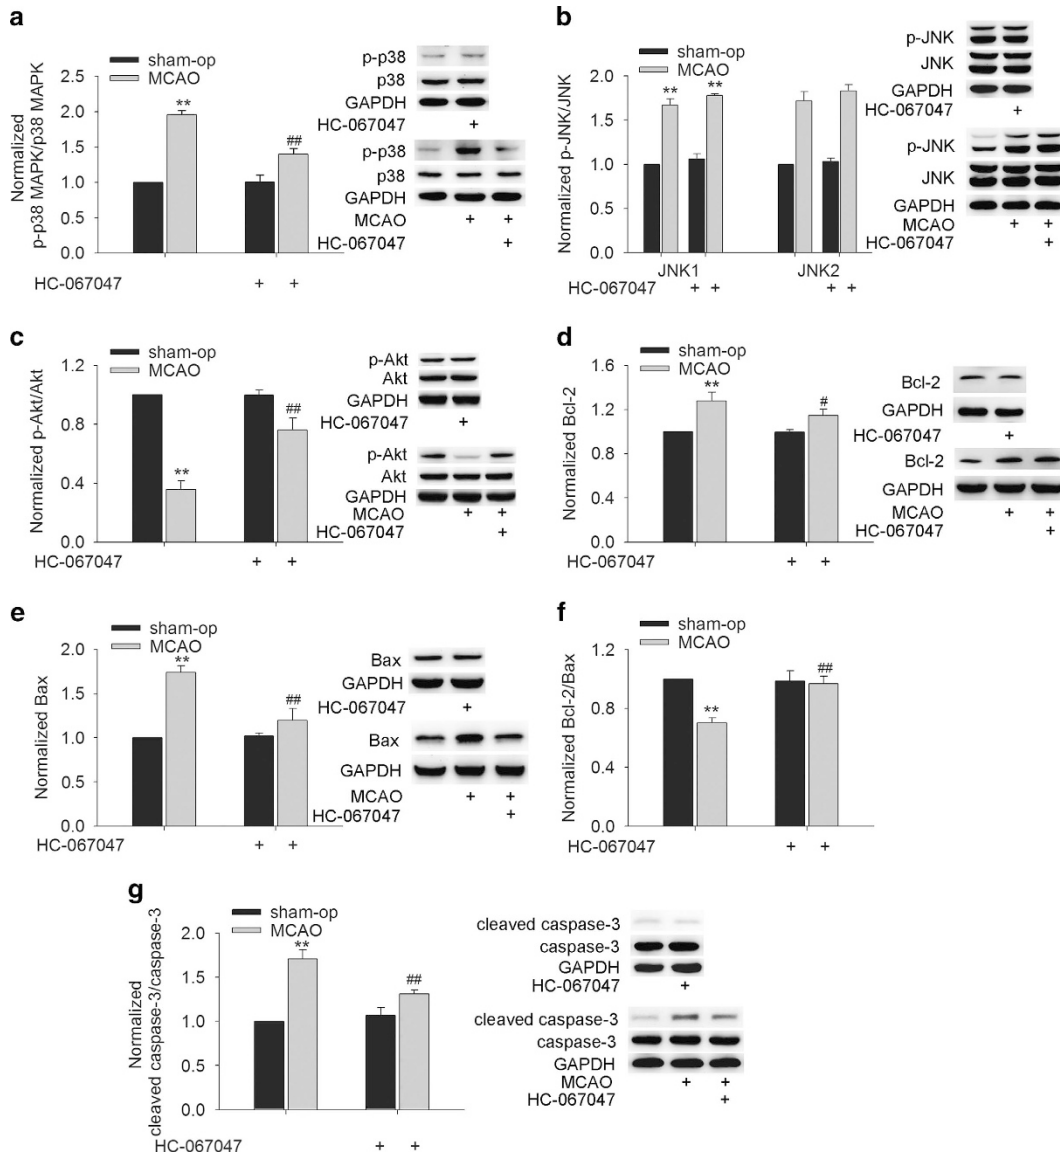 a
sham-op
MCAO
Normalized
p-p38 MAPK/p38 MAPK
2.5
2.0
1.5
1.0
0.5
0.0
**
##
HC-067047 + +
p-p38
p38
GAPDH
HC-067047 +
p-p38
p38
GAPDH
MCAO + +
HC-067047 +
b
sham-op
MCAO
Normalized p-JNK/JNK
2.0
1.5
1.0
0.5
0.0
** **
JNK1 JNK2
HC-067047 + + + +
p-JNK
JNK
GAPDH
HC-067047 +
p-JNK
JNK
GAPDH
MCAO + +
HC-067047 +
c
sham-op
MCAO
Normalized p-Akt/Akt
1.2
0.8
0.4
0.0
**
##
HC-067047 + +
p-Akt
Akt
GAPDH
HC-067047 +
p-Akt
Akt
GAPDH
MCAO + +
HC-067047 +
d
sham-op
MCAO
Normalized Bcl-2
1.6
1.2
0.8
0.4
0.0
**
#
HC-067047 + +
Bcl-2
GAPDH
HC-067047 +
Bcl-2
GAPDH
MCAO + +
HC-067047 +
e
sham-op
MCAO
Normalized Bax
2.0
1.5
1.0
0.5
0.0
**
##
HC-067047 + +
Bax
GAPDH
HC-067047 +
Bax
GAPDH
MCAO + +
HC-067047 +
f
sham-op
MCAO
Normalized Bcl-2/Bax
1.2
0.8
0.4
0.0
**
##
HC-067047 + +
g
sham-op
MCAO
Normalized
cleaved caspase-3/caspase-3
2.0
1.5
1.0
0.5
0.0
**
##
HC-067047 + +
cleaved caspase-3
caspase-3
GAPDH
HC-067047 +
cleaved caspase-3
caspase-3
GAPDH
MCAO + +
HC-067047 +